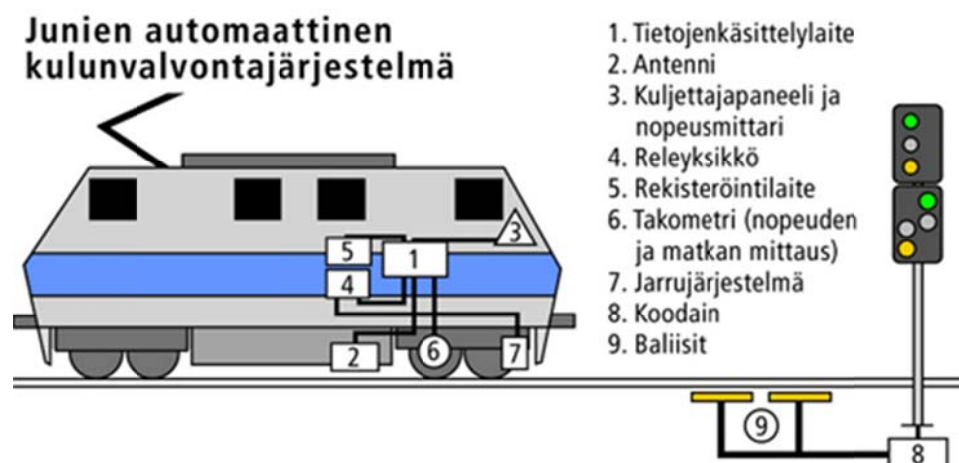 Junien automaattinen
kulunvalvontajärjestelmä
1. Tietojenkäsittelylaite
2. Antenni
3. Kuljettajapaneeli ja
nopeusmittari
4. Releyksikkö
5. Rekisteröintilaite
6. Takometri (nopeuden
ja matkan mittaus)
7. Jarrujärjestelmä
8. Koodain
9. Baliisit
3
5
1
4
2
6
7
9
8